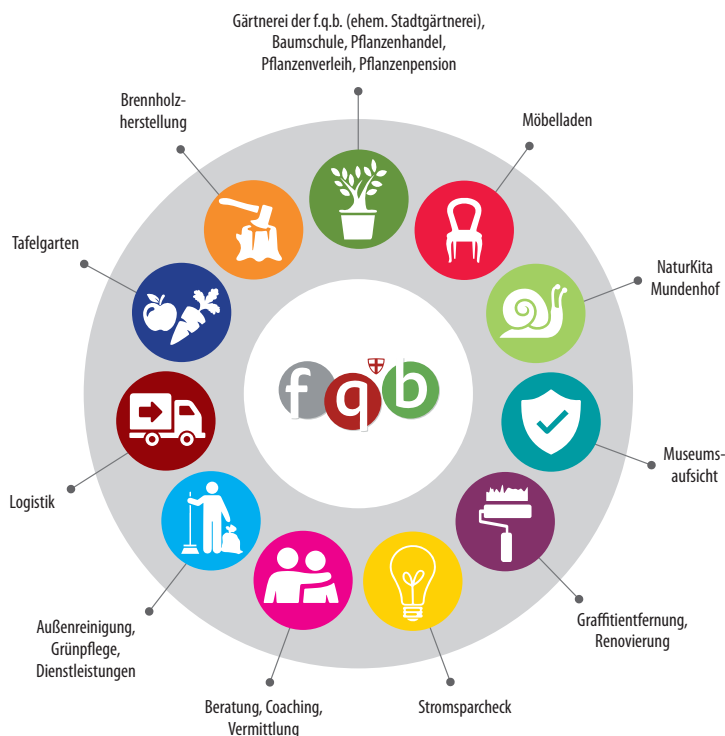 Gärtnerei der f.q.b. (ehem. Stadtgärtnerei),
Baumschule, Pflanzenhandel,
Pflanzenverleih, Pflanzenpension
Möbelladen
NaturKita
Mundenhof
Museums-
aufsicht
Graffitientfernung,
Renovierung
Stromsparcheck
Beratung, Coaching,
Vermittlung
Außenreinigung,
Grünpflege,
Dienstleistungen
Logistik
Tafelgarten
Brennholz-
herstellung
fqb